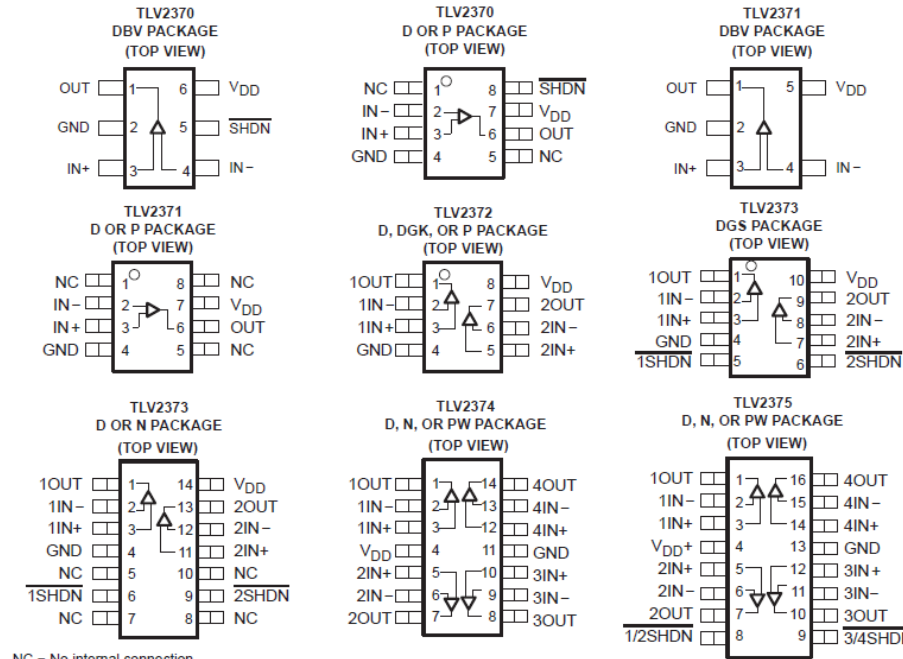 TLV2370
DBV PACKAGE
(TOP VIEW)
OUT 1 6 VDD
GND 2 5 SHDN
IN+ 3 4 IN−
TLV2370
D OR P PACKAGE
(TOP VIEW)
NC 1 8 SHDN
IN− 2 7 VDD
IN+ 3 6 OUT
GND 4 5 NC
TLV2371
DBV PACKAGE
(TOP VIEW)
OUT 1 5 VDD
GND 2
IN+ 3 4 IN−
TLV2371
D OR P PACKAGE
(TOP VIEW)
NC 1 8 NC
IN− 2 7 VDD
IN+ 3 6 OUT
GND 4 5 NC
TLV2372
D, DGK, OR P PACKAGE
(TOP VIEW)
1OUT 1 8 VDD
1IN− 2 7 2OUT
1IN+ 3 6 2IN−
GND 4 5 2IN+
TLV2373
DGS PACKAGE
(TOP VIEW)
1OUT 1 10 VDD
1IN− 2 9 2OUT
1IN+ 3 8 2IN−
GND 4 7 2IN+
1SHDN 5 6 2SHDN
TLV2373
D OR N PACKAGE
(TOP VIEW)
1OUT 1 14 VDD
1IN− 2 13 2OUT
1IN+ 3 12 2IN−
GND 4 11 2IN+
NC 5 10 NC
1SHDN 6 9 2SHDN
NC 7 8 NC
TLV2374
D, N, OR PW PACKAGE
(TOP VIEW)
1OUT 1 14 4OUT
1IN− 2 13 4IN−
1IN+ 3 12 4IN+
VDD 4 11 GND
2IN+ 5 10 3IN+
2IN− 6 9 3IN−
2OUT 7 8 3OUT
TLV2375
D, N, OR PW PACKAGE
(TOP VIEW)
1OUT 1 16 4OUT
1IN− 2 15 4IN−
1IN+ 3 14 4IN+
VDD+ 4 13 GND
2IN+ 5 12 3IN+
2IN− 6 11 3IN−
2OUT 7 10 3OUT
1/2SHDN 8 9 3/4SHD
NC − No internal connection